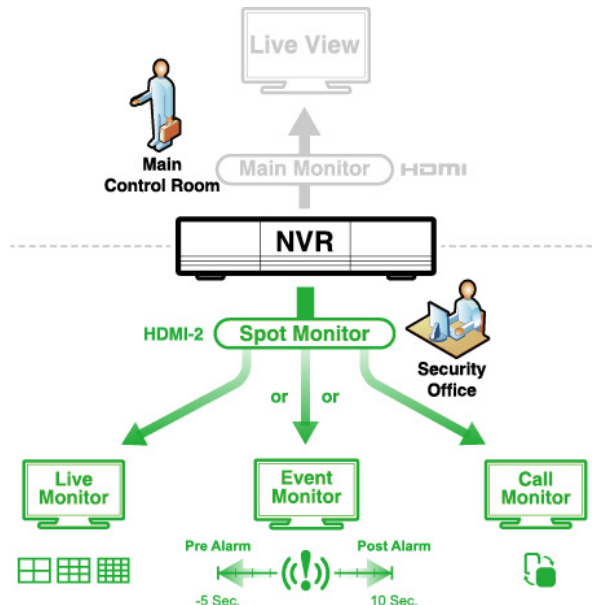 Live View
Main
Control Room
Main Monitor
HDMI
NVR
HDMI-2
Spot Monitor
Security
Office
or
or
Live
Monitor
Event
Monitor
Call
Monitor
Pre Alarm
Post Alarm
-5 Sec.
10 Sec.